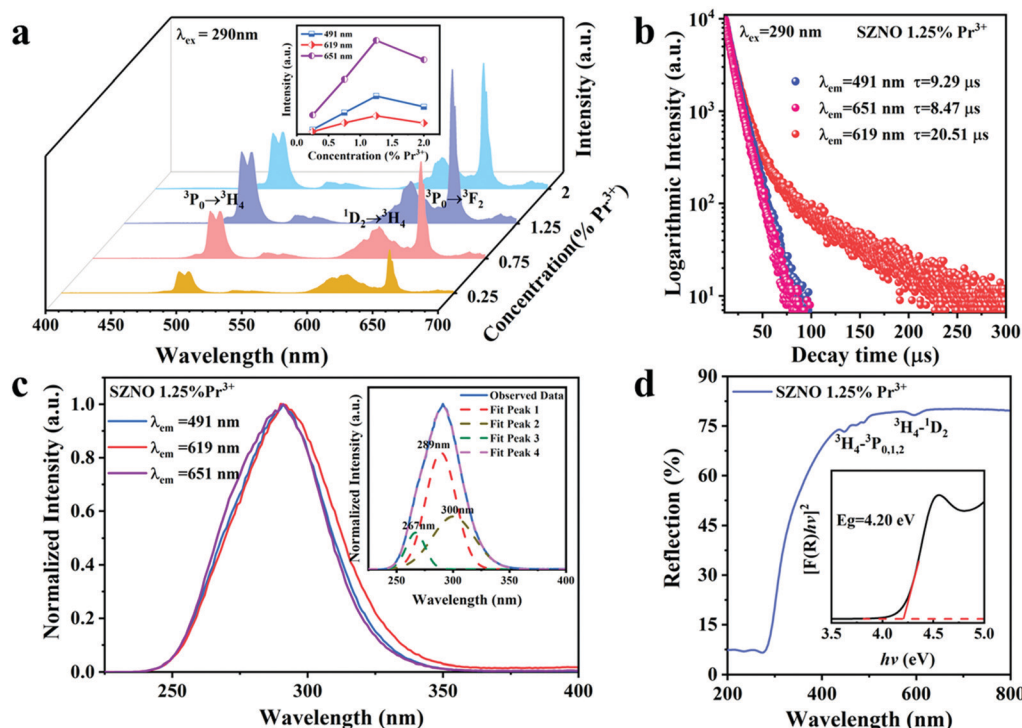 a
λex = 290nm
491 nm
619 nm
651 nm
Intensity (a.u.)
0.0 0.5 1.0 1.5 2.0
Concentration (% Pr³⁺)
Intensity (a.u.)
³P₀→³H₄
¹D₂→³H₄
³P₀→³F₂
2
1.25
0.75
0.25
Concentration(% Pr³⁺)
400 450 500 550 600 650 700
Wavelength (nm)
b
λex=290 nm SZNO 1.25% Pr³⁺
λem=491 nm τ=9.29 μs
λem=651 nm τ=8.47 μs
λem=619 nm τ=20.51 μs
Logarithmic Intensity (a.u.)
10⁴
10³
10²
10¹
50 100 150 200 250 300
Decay time (μs)
c
SZNO 1.25%Pr³⁺
λem =491 nm
λem =619 nm
λem =651 nm
Normalized Intensity (a.u.)
1.0
0.8
0.6
0.4
0.2
0.0
225 250 275 300 325 350 375 400
Wavelength (nm)
Observed Data
Fit Peak 1
Fit Peak 2
Fit Peak 3
Fit Peak 4
289nm
300nm
267nm
Normalized Intensity (a.u.)
250 300 350 400
Wavelength (nm)
d
SZNO 1.25% Pr³⁺
³H₄-¹D₂
³H₄-³P₀,₁,₂
Reflection (%)
90
75
60
45
30
15
0
200 400 600 800
Wavelength (nm)
Eg=4.20 eV
[F(R)hν]²
3.5 4.0 4.5 5.0
hν (eV)